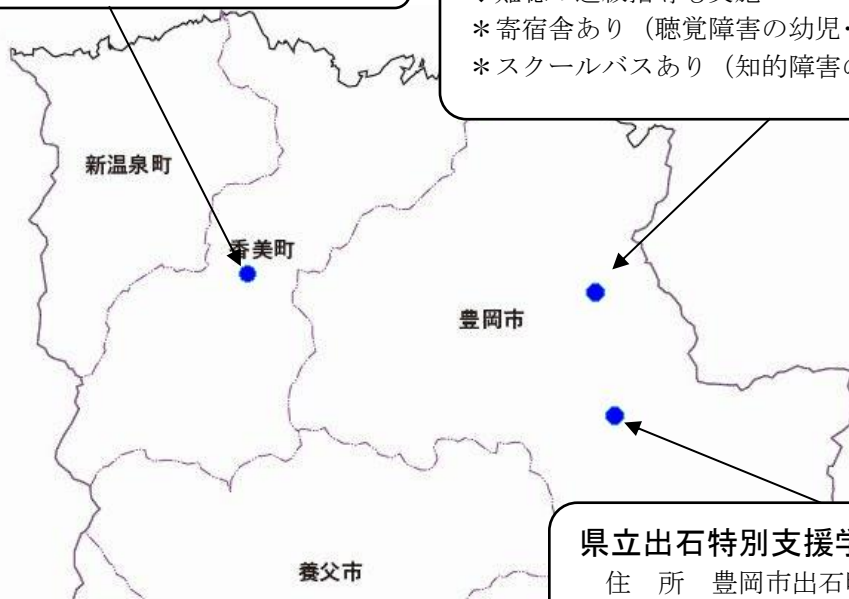 ＊寄宿舎あり（聴覚障害の幼児・
＊スクールバスあり（知的障害の
新温泉町
香美町
豊岡市
県立出石特別支援学
住　所　豊岡市出石町
養父市